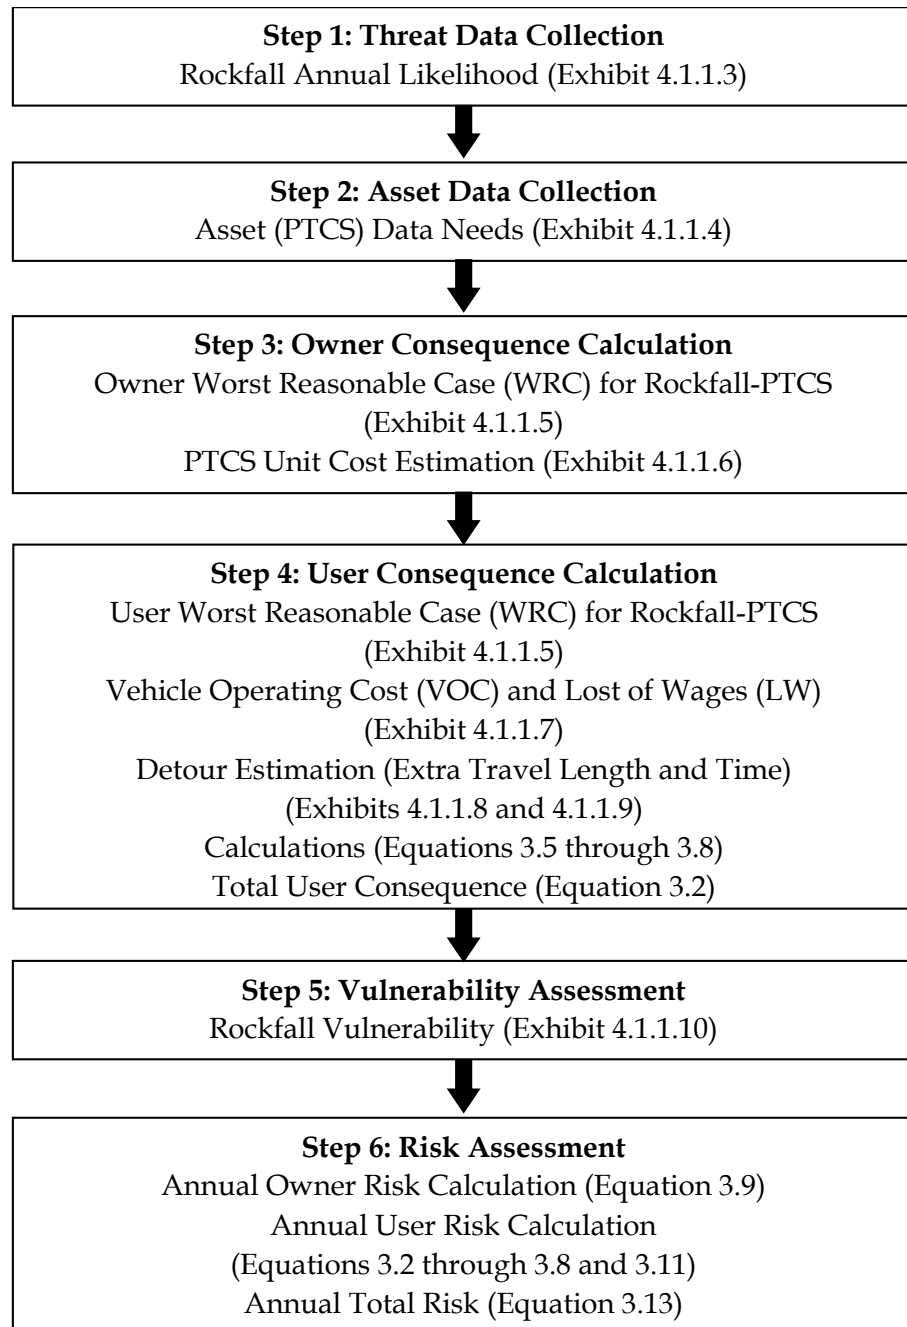 Step 1: Threat Data Collection
Rockfall Annual Likelihood (Exhibit 4.1.1.3)
Step 2: Asset Data Collection
Asset (PTCS) Data Needs (Exhibit 4.1.1.4)
Step 3: Owner Consequence Calculation
Owner Worst Reasonable Case (WRC) for Rockfall-PTCS
(Exhibit 4.1.1.5)
PTCS Unit Cost Estimation (Exhibit 4.1.1.6)
Step 4: User Consequence Calculation
User Worst Reasonable Case (WRC) for Rockfall-PTCS
(Exhibit 4.1.1.5)
Vehicle Operating Cost (VOC) and Lost of Wages (LW)
(Exhibit 4.1.1.7)
Detour Estimation (Extra Travel Length and Time)
(Exhibits 4.1.1.8 and 4.1.1.9)
Calculations (Equations 3.5 through 3.8)
Total User Consequence (Equation 3.2)
Step 5: Vulnerability Assessment
Rockfall Vulnerability (Exhibit 4.1.1.10)
Step 6: Risk Assessment
Annual Owner Risk Calculation (Equation 3.9)
Annual User Risk Calculation
(Equations 3.2 through 3.8 and 3.11)
Annual Total Risk (Equation 3.13)